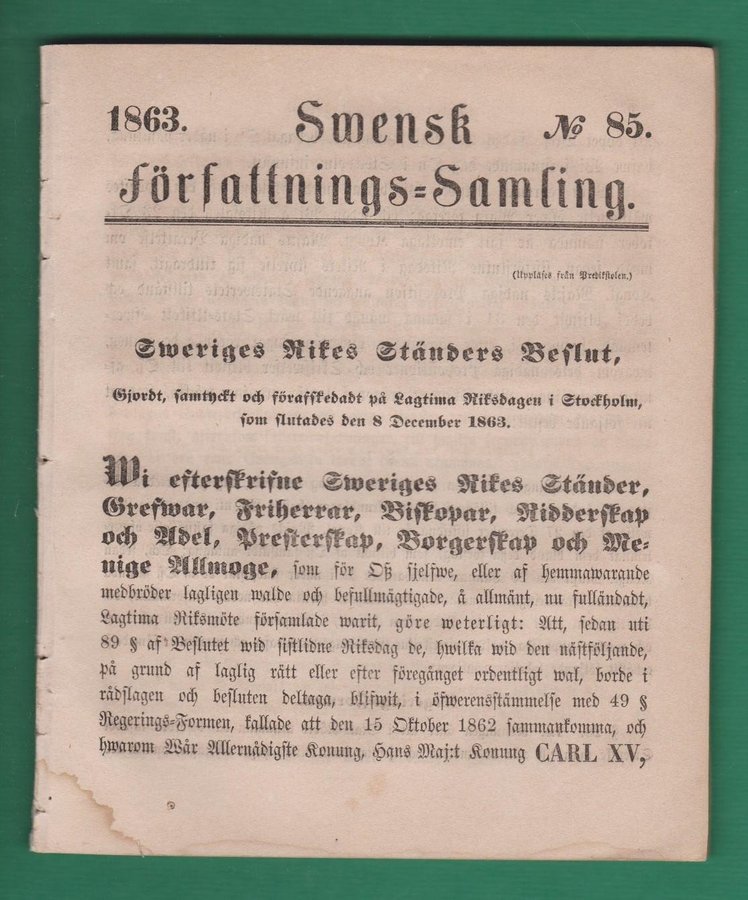 1863.
Swensk
№ 85.
Författnings=Samling.
(Uppläses från Predikstolen.)
Sweriges Rikes Ständers Beslut,
Gjordt, samtyckt och förafskedadt på Lagtima Riksdagen i Stockholm,
som slutades den 8 December 1863.
Wi efterskrifne Sweriges Rikes Ständer,
Grefwar, Friherrar, Biskopar, Ridderskap
och Adel, Presterskap, Borgerskap och Me=
nige Allmoge, som för Oß sjelfwe, eller af hemmawarande
medbröder lagligen walde och befullmägtigade, å allmänt, nu fulländadt,
Lagtima Riksmöte församlade warit, göre weterligt: Att, sedan uti
89 § af Beslutet wid sistlidne Riksdag de, hwilka wid den nästföljande,
på grund af laglig rätt eller efter föregånget ordentligt wal, borde i
rådslagen och besluten deltaga, blifwit, i öfwerensstämmelse med 49 §
Regerings=Formen, kallade att den 15 Oktober 1862 sammankomma, och
hwarom Wår Allernådigste Konung, Hans Maj:t Konung CARL XV,